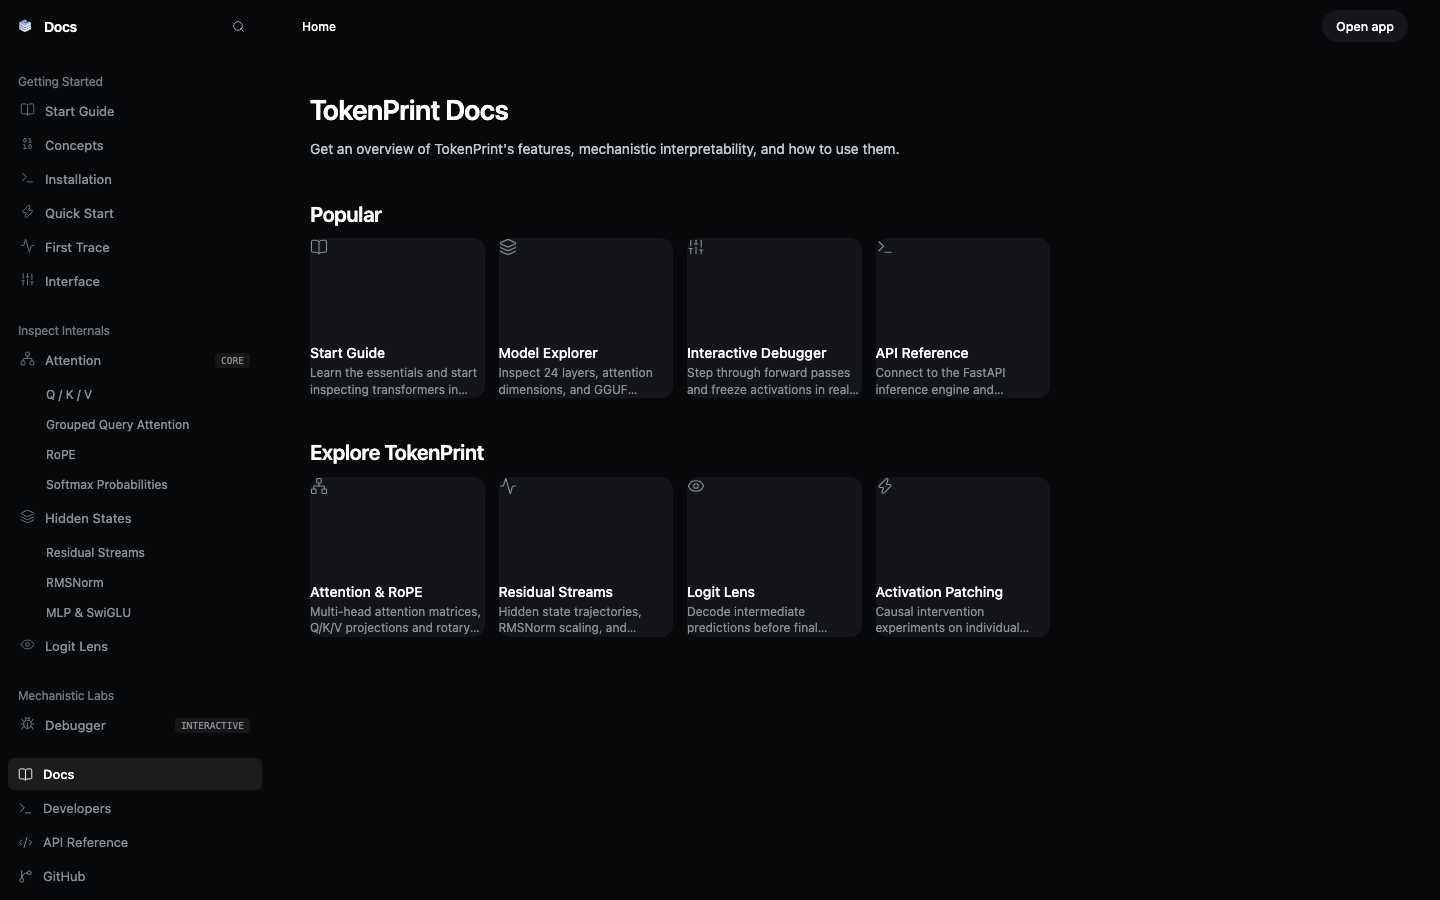 Docs
Home
Open app
Getting Started
Start Guide
Concepts
Installation
Quick Start
First Trace
Interface
Inspect Internals
Attention CORE
Q / K / V
Grouped Query Attention
RoPE
Softmax Probabilities
Hidden States
Residual Streams
RMSNorm
MLP & SwiGLU
Logit Lens
Mechanistic Labs
Debugger INTERACTIVE
Docs
Developers
API Reference
GitHub
TokenPrint Docs
Get an overview of TokenPrint's features, mechanistic interpretability, and how to use them.
Popular
Start Guide
Learn the essentials and start
inspecting transformers in...
Model Explorer
Inspect 24 layers, attention
dimensions, and GGUF...
Interactive Debugger
Step through forward passes
and freeze activations in real...
API Reference
Connect to the FastAPI
inference engine and...
Explore TokenPrint
Attention & RoPE
Multi-head attention matrices,
Q/K/V projections and rotary...
Residual Streams
Hidden state trajectories,
RMSNorm scaling, and...
Logit Lens
Decode intermediate
predictions before final...
Activation Patching
Causal intervention
experiments on individual...